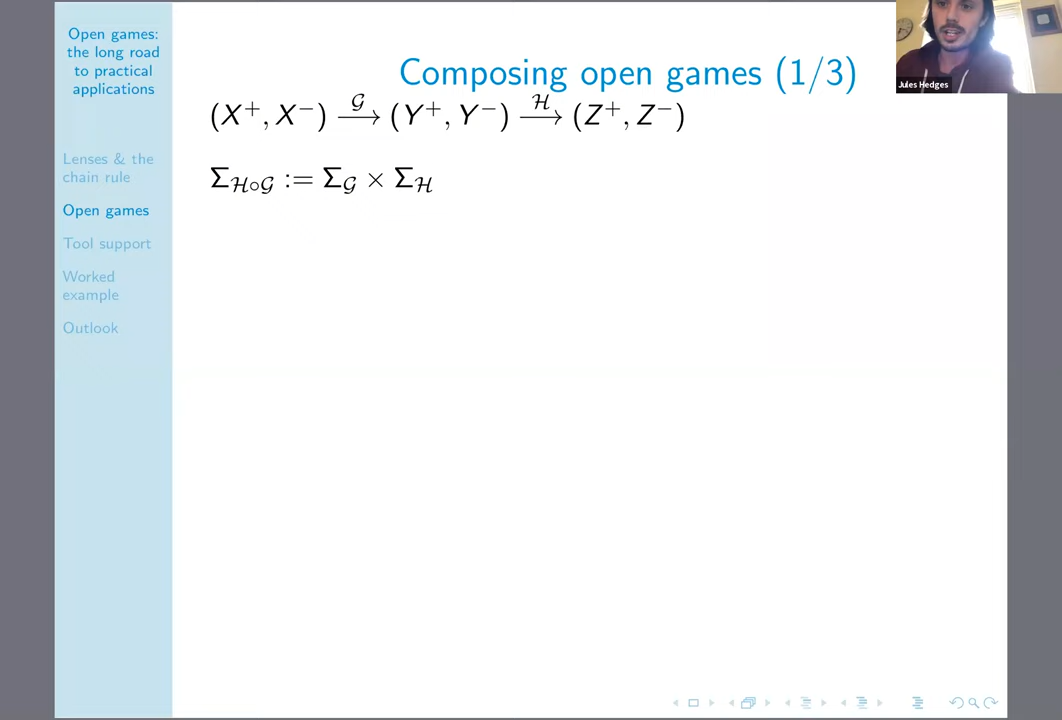 Open games:
the long road
to practical
applications
Lenses & the
chain rule
Open games
Tool support
Worked
example
Outlook
Composing open games (1/3)
(X⁺, X⁻) —𝒢→ (Y⁺, Y⁻) —ℋ→ (Z⁺, Z⁻)
Σ_{ℋ∘𝒢} := Σ_𝒢 × Σ_ℋ
Jules Hedges